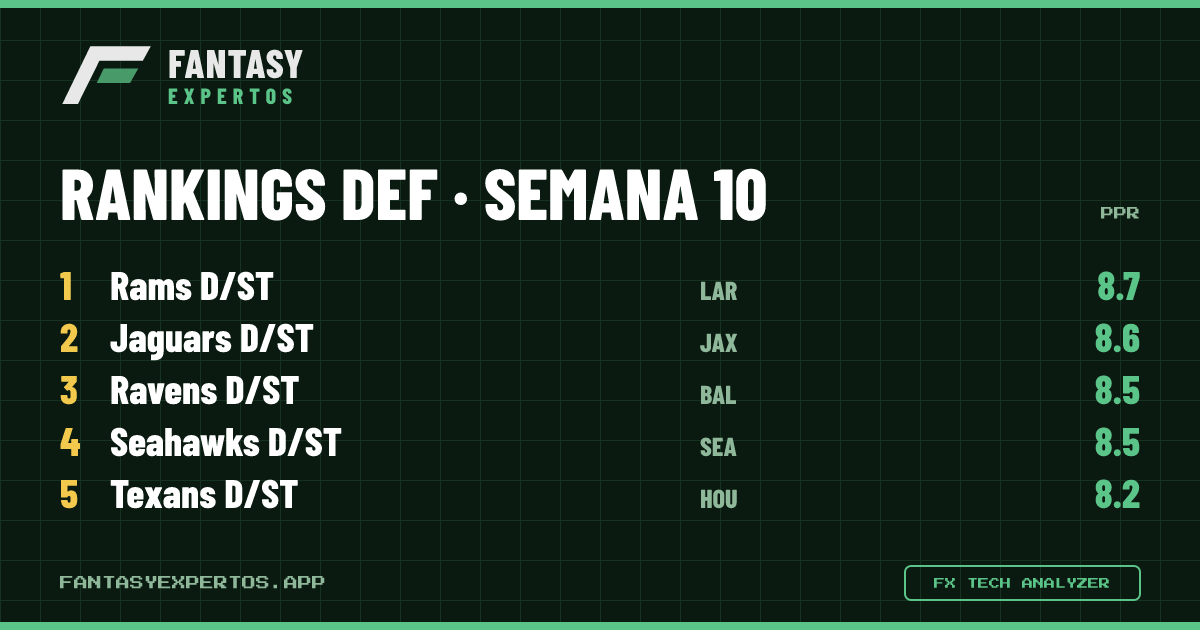 FANTASY
EXPERTOS
RANKINGS DEF · SEMANA 10
PPR
1 Rams D/ST LAR 8.7
2 Jaguars D/ST JAX 8.6
3 Ravens D/ST BAL 8.5
4 Seahawks D/ST SEA 8.5
5 Texans D/ST HOU 8.2
FANTASYEXPERTOS.APP
FX TECH ANALYZER